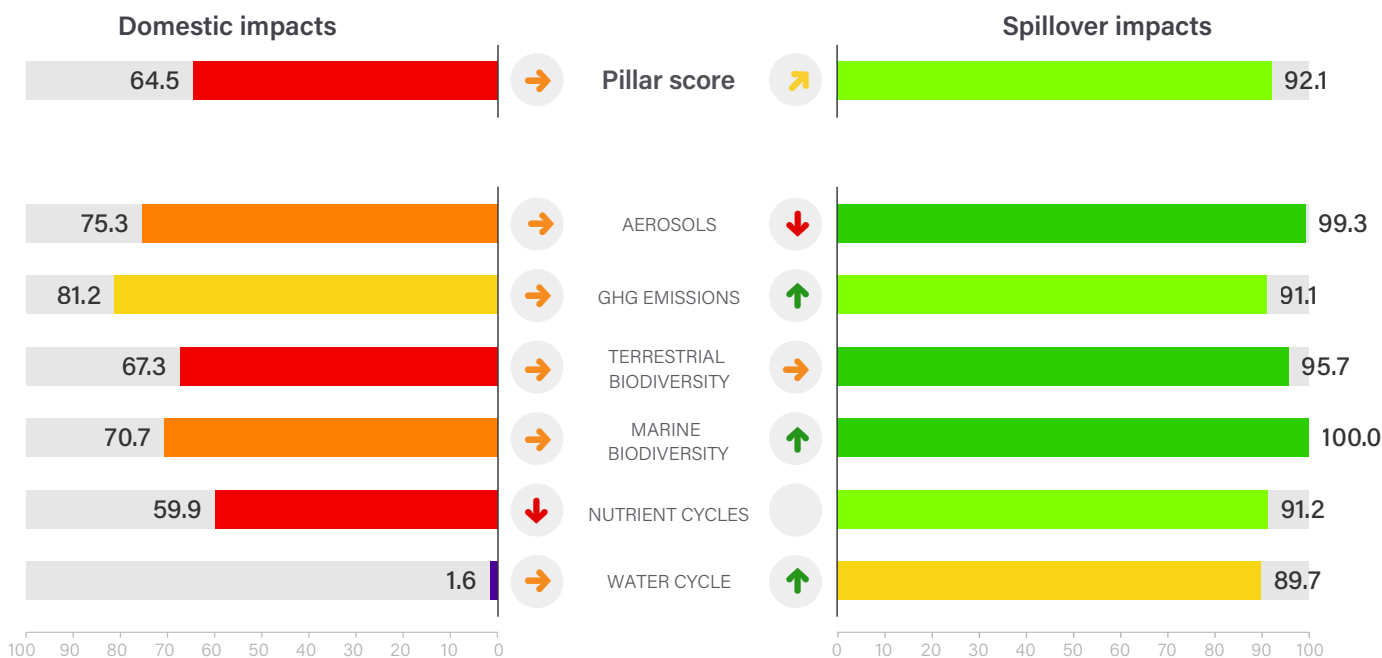 Domestic impacts
Spillover impacts
64.5
Pillar score
92.1
75.3
AEROSOLS
99.3
81.2
GHG EMISSIONS
91.1
67.3
TERRESTRIAL
BIODIVERSITY
95.7
70.7
MARINE
BIODIVERSITY
100.0
59.9
NUTRIENT CYCLES
91.2
1.6
WATER CYCLE
89.7
100 90 80 70 60 50 40 30 20 10 0
0 10 20 30 40 50 60 70 80 90 100